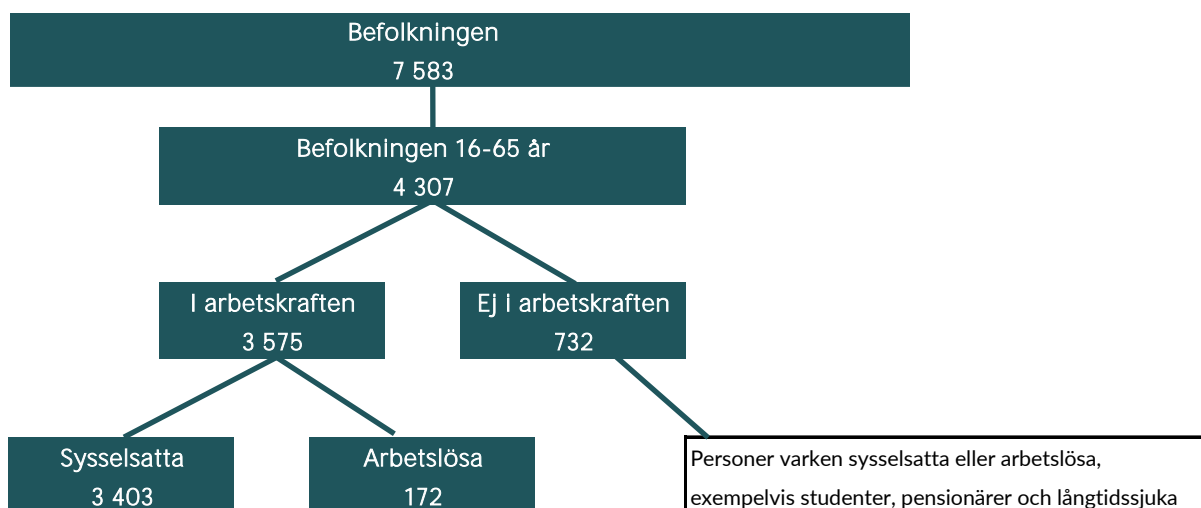 Befolkningen
7 583
Befolkningen 16-65 år
4 307
I arbetskraften
3 575
Ej i arbetskraften
732
Sysselsatta
3 403
Arbetslösa
172
Personer varken sysselsatta eller arbetslösa,
exempelvis studenter, pensionärer och långtidssjuka